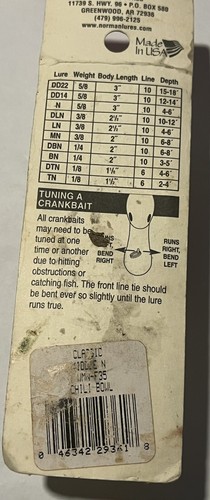 11739 S. HWY. 96 • P.O. BOX 580
GREENWOOD, AR 72936
(479) 996-2125
www.normanlures.com
Made
in USA
Lure Weight Body Length Line Depth
DD22 5/8 3" 10 15-18'
DD14 5/8 3" 10 12-14'
N 5/8 3" 10 4-6'
DLN 3/8 2½" 10 10-12'
LN 3/8 2½" 10 4-6'
MN 3/8 2" 10 6-8'
DBN 1/4 2" 10 6-8'
BN 1/4 2" 10 3-5'
DTN 1/8 1½" 6 4-6'
TN 1/8 1½" 6 2-4'
TUNING A
CRANKBAIT
All crankbaits
may need to be
tuned at one
time or another
due to hitting
obstructions or
catching fish. The front line tie should
be bent ever so slightly until the lure
runs true.
BEND
RIGHT
RUNS
RIGHT,
BEND
LEFT
CLASSIC
CHILI BOWL
0 46342 29361 8